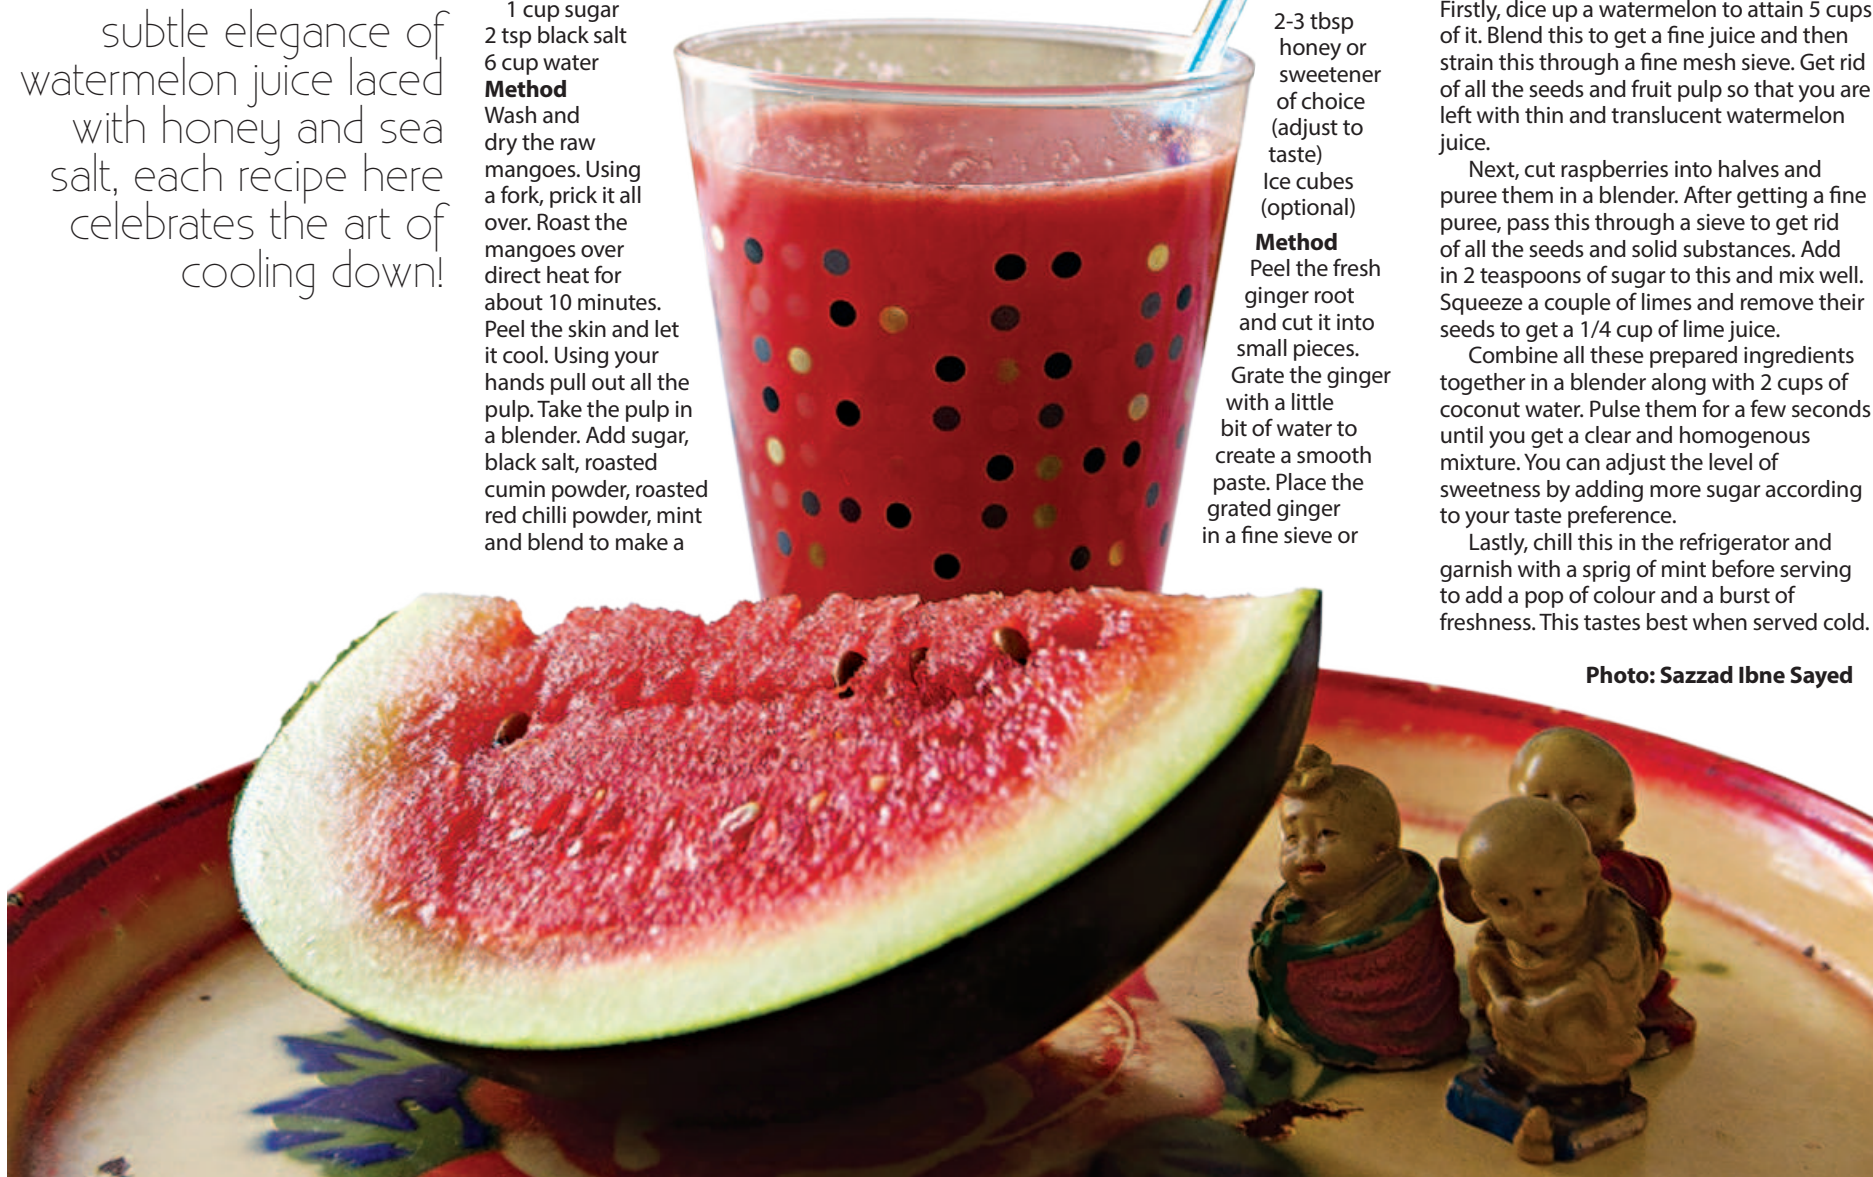 subtle elegance of
watermelon juice laced
with honey and sea
salt, each recipe here
celebrates the art of
cooling down!
1 cup sugar
2 tsp black salt
6 cup water
Method
Wash and
dry the raw
mangoes. Using
a fork, prick it all
over. Roast the
mangoes over
direct heat for
about 10 minutes.
Peel the skin and let
it cool. Using your
hands pull out all the
pulp. Take the pulp in
a blender. Add sugar,
black salt, roasted
cumin powder, roasted
red chilli powder, mint
and blend to make a
2-3 tbsp
honey or
sweetener
of choice
(adjust to
taste)
Ice cubes
(optional)
Method
Peel the fresh
ginger root
and cut it into
small pieces.
Grate the ginger
with a little
bit of water to
create a smooth
paste. Place the
grated ginger
in a fine sieve or
Firstly, dice up a watermelon to attain 5 cups
of it. Blend this to get a fine juice and then
strain this through a fine mesh sieve. Get rid
of all the seeds and fruit pulp so that you are
left with thin and translucent watermelon
juice.
Next, cut raspberries into halves and
puree them in a blender. After getting a fine
puree, pass this through a sieve to get rid
of all the seeds and solid substances. Add
in 2 teaspoons of sugar to this and mix well.
Squeeze a couple of limes and remove their
seeds to get a 1/4 cup of lime juice.
Combine all these prepared ingredients
together in a blender along with 2 cups of
coconut water. Pulse them for a few seconds
until you get a clear and homogenous
mixture. You can adjust the level of
sweetness by adding more sugar according
to your taste preference.
Lastly, chill this in the refrigerator and
garnish with a sprig of mint before serving
to add a pop of colour and a burst of
freshness. This tastes best when served cold.
Photo: Sazzad Ibne Sayed